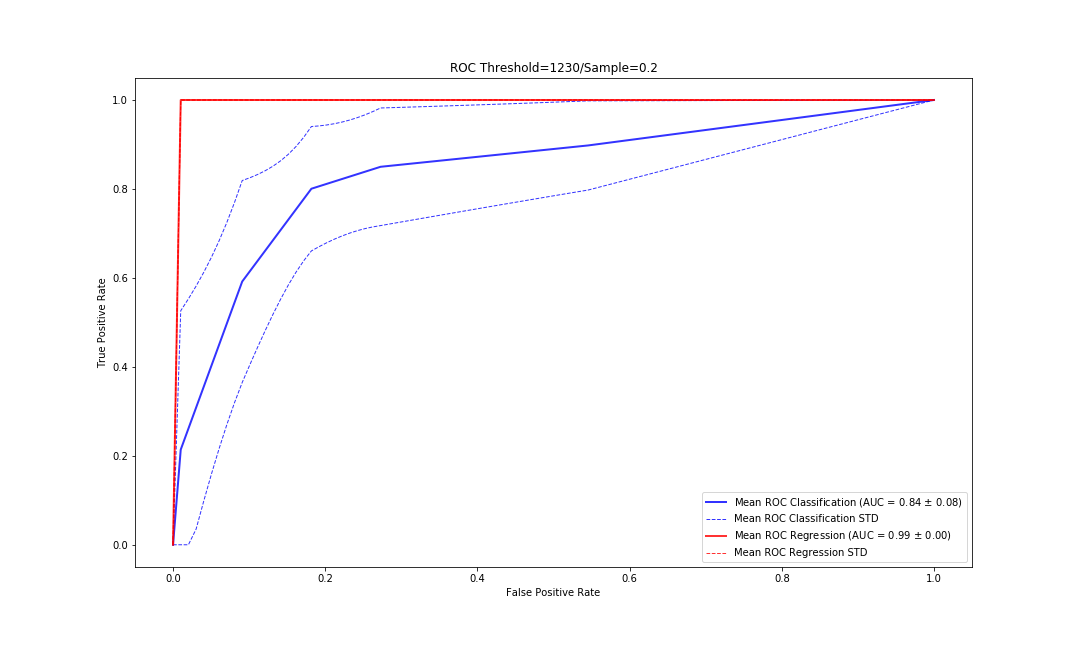 ROC Threshold=1230/Sample=0.2
1.0
0.8
0.6
0.4
0.2
0.0
True Positive Rate
0.0 0.2 0.4 0.6 0.8 1.0
False Positive Rate
Mean ROC Classification (AUC = 0.84 ± 0.08)
Mean ROC Classification STD
Mean ROC Regression (AUC = 0.99 ± 0.00)
Mean ROC Regression STD